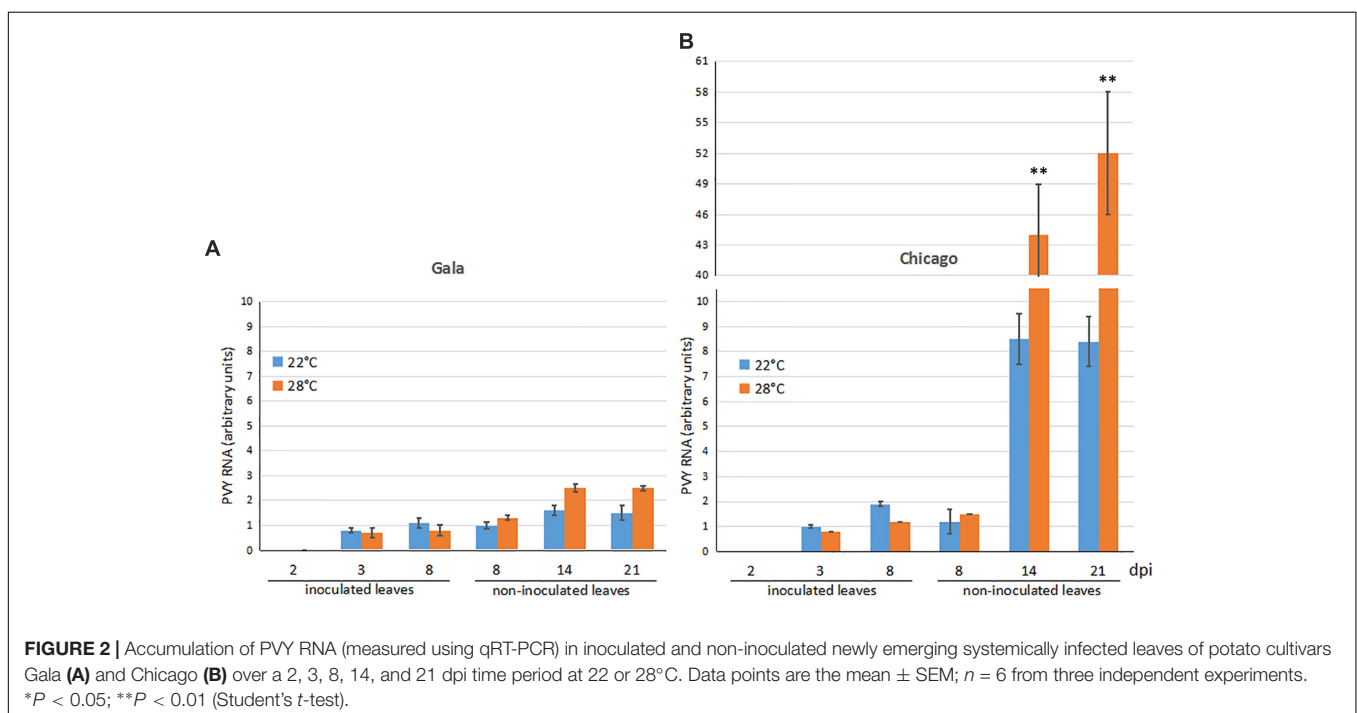 A
Gala
PVY RNA (arbitrary units)
10
9
8
7
6
5
4
3
2
1
0
22°C
28°C
2 3 8 8 14 21
inoculated leaves non-inoculated leaves
B
61
58
55
52
49
46
43
40
** **
Chicago
PVY RNA (arbitrary units)
10
9
8
7
6
5
4
3
2
1
0
22°C
28°C
2 3 8 8 14 21 dpi
inoculated leaves non-inoculated leaves
FIGURE 2 | Accumulation of PVY RNA (measured using qRT-PCR) in inoculated and non-inoculated newly emerging systemically infected leaves of potato cultivars
Gala (A) and Chicago (B) over a 2, 3, 8, 14, and 21 dpi time period at 22 or 28°C. Data points are the mean ± SEM; n = 6 from three independent experiments.
*P < 0.05; **P < 0.01 (Student's t-test).